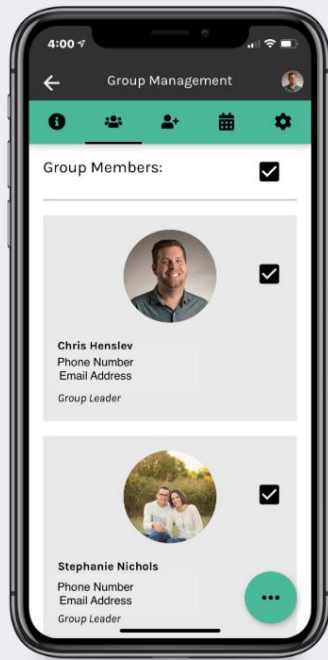 4:00
Group Management
Group Members:
Chris Hensley
Phone Number
Email Address
Group Leader
Stephanie Nichols
Phone Number
Email Address
Group Leader